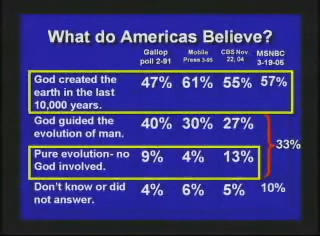 What do Americas Believe?
Gallop Mobile CBS Nov. MSNBC
poll 2-91 Press 3-95 22, 04 3-19-05
God created the
earth in the last 47% 61% 55% 57%
10,000 years.
God guided the
evolution of man. 40% 30% 27%
33%
Pure evolution- no
God involved. 9% 4% 13%
Don't know or did
not answer. 4% 6% 5% 10%